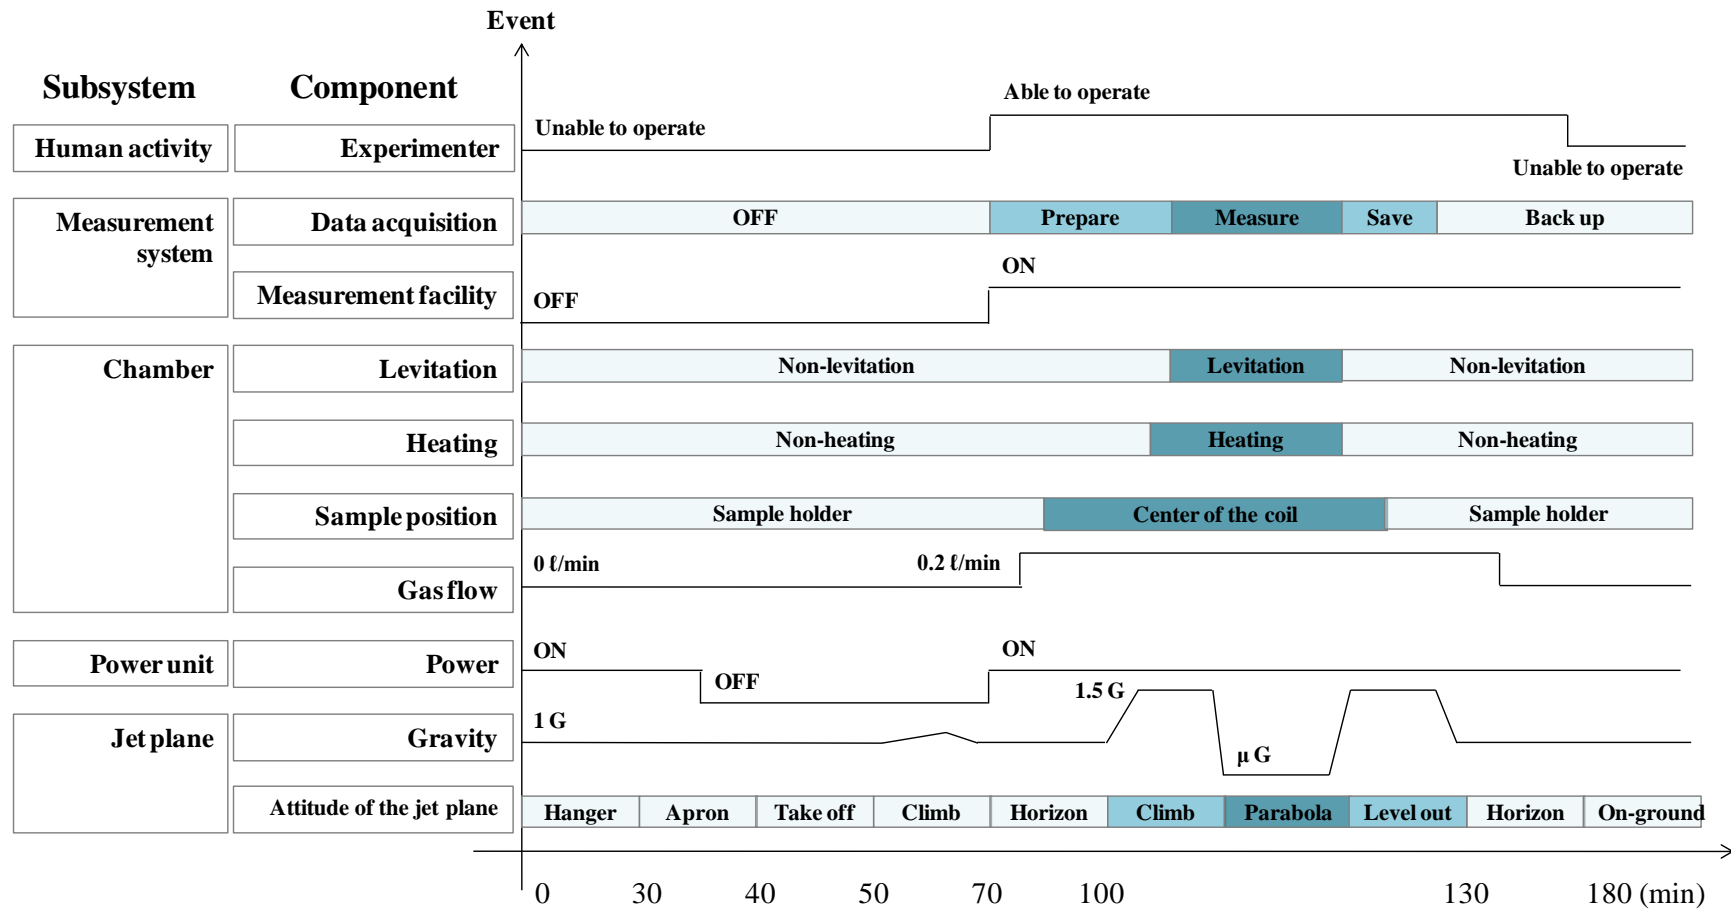 Event
Subsystem
Component
Able to operate
Unable to operate
Human activity
Experimenter
Unable to operate
Measurement
system
Data acquisition
OFF
Prepare
Measure
Save
Back up
ON
Measurement facility
OFF
Chamber
Levitation
Non-levitation
Levitation
Non-levitation
Heating
Non-heating
Heating
Non-heating
Sample position
Sample holder
Center of the coil
Sample holder
0 ℓ/min
0.2 ℓ/min
Gas flow
Power unit
Power
ON
OFF
ON
1.5 G
Jet plane
Gravity
1 G
μ G
Attitude of the jet plane
Hanger
Apron
Take off
Climb
Horizon
Climb
Parabola
Level out
Horizon
On-ground
0
30
40
50
70
100
130
180 (min)